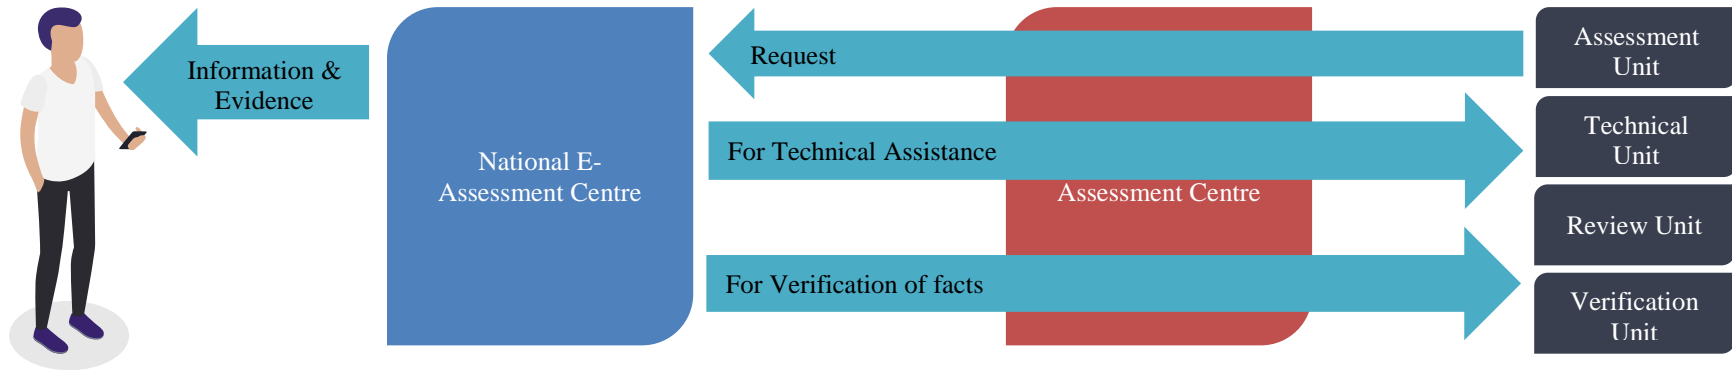 Information &
Evidence
National E-
Assessment Centre
Request
For Technical Assistance
Assessment Centre
For Verification of facts
Assessment
Unit
Technical
Unit
Review Unit
Verification
Unit